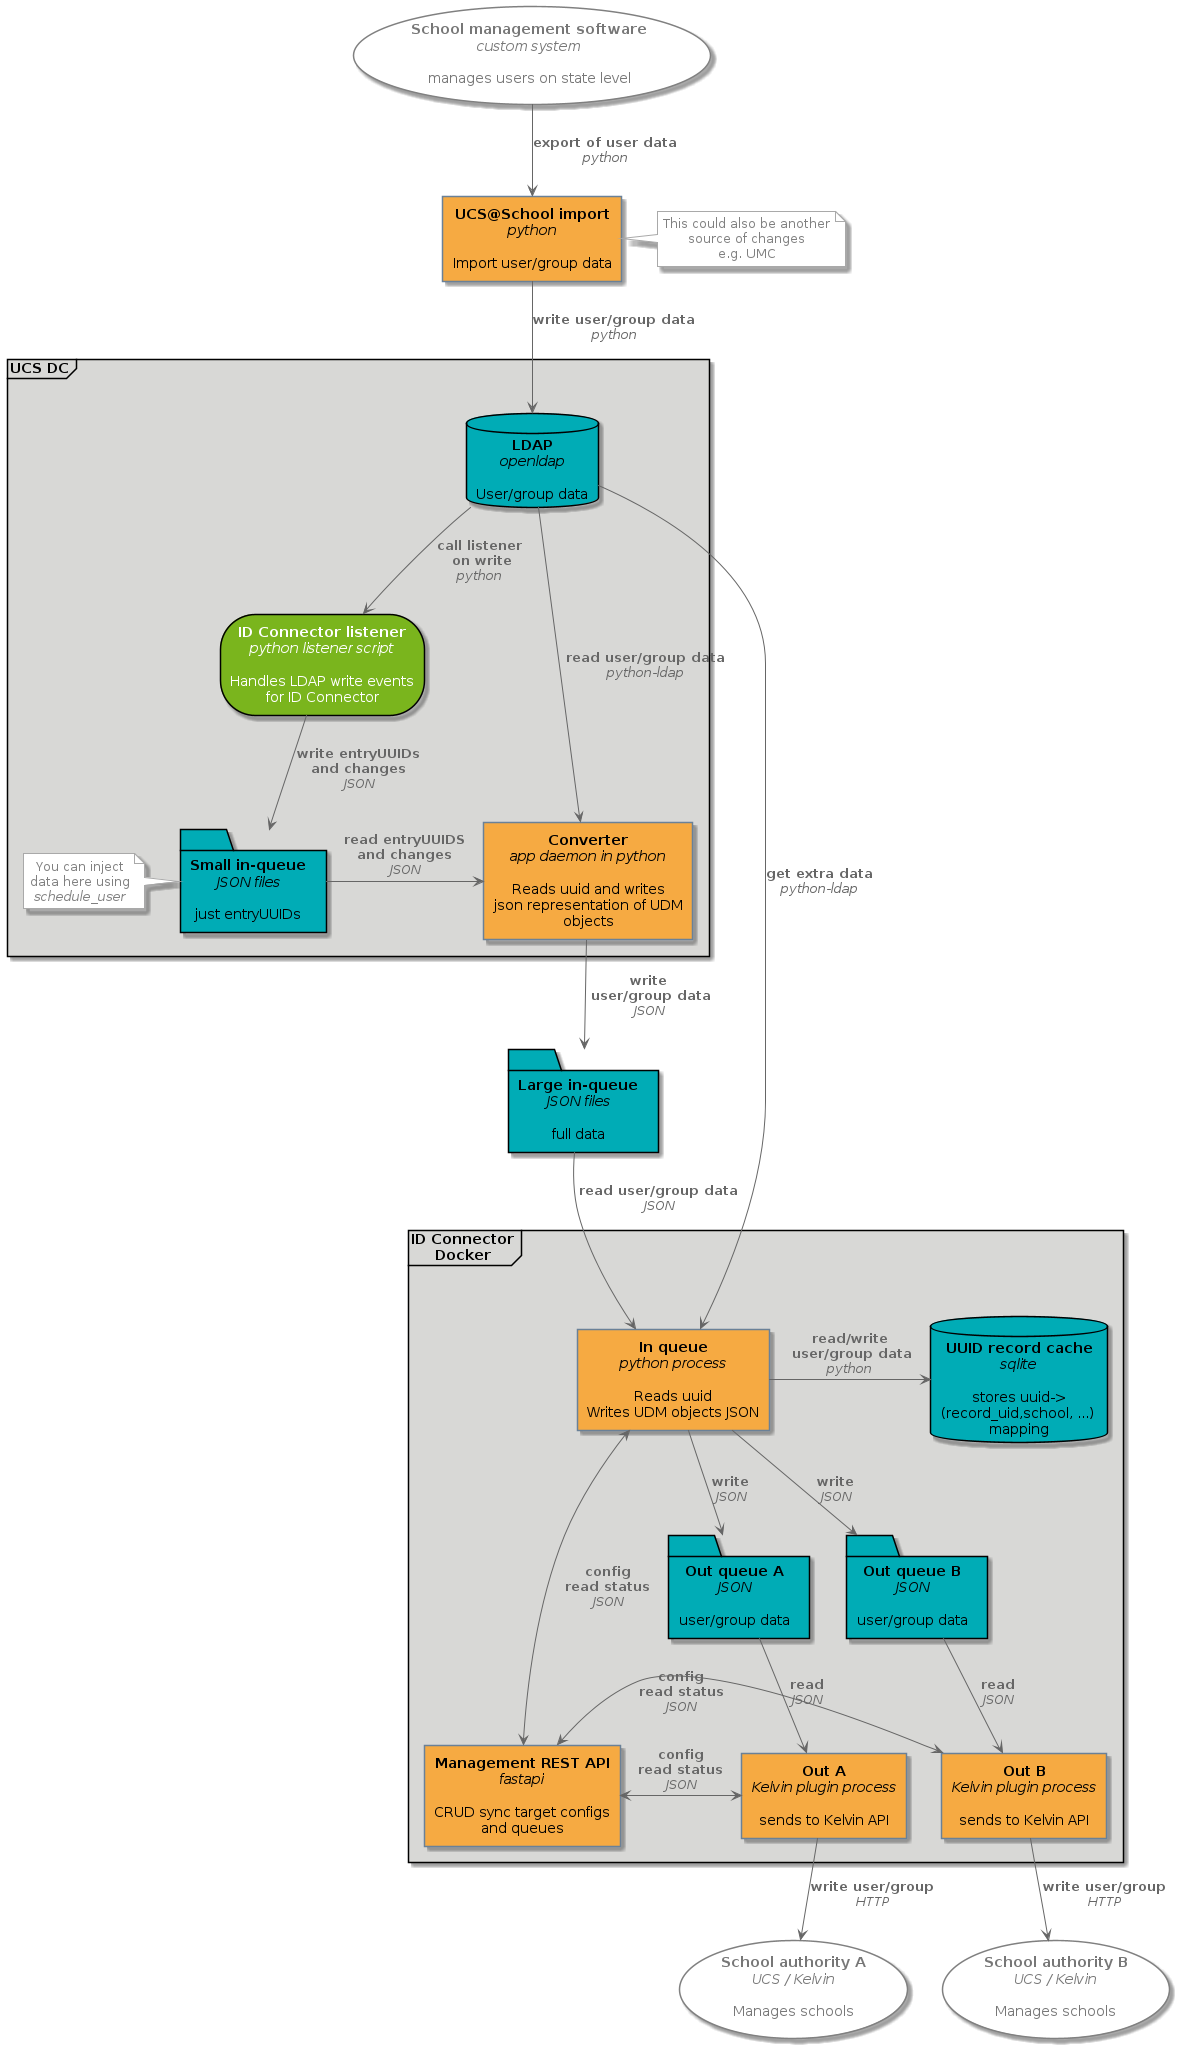 School management software
custom system
manages users on state level
export of user data
python
UCS@School import
python
Import user/group data
This could also be another
source of changes
e.g. UMC
write user/group data
python
UCS DC
LDAP
openldap
User/group data
call listener
on write
python
ID Connector listener
python listener script
Handles LDAP write events
for ID Connector
read user/group data
python-ldap
write entryUUIDs
and changes
JSON
You can inject
data here using
schedule_user
Small in-queue
JSON files
just entryUUIDs
read entryUUIDS
and changes
JSON
Converter
app daemon in python
Reads uuid and writes
json representation of UDM
objects
get extra data
python-ldap
write
user/group data
JSON
Large in-queue
JSON files
full data
read user/group data
JSON
ID Connector
Docker
In queue
python process
Reads uuid
Writes UDM objects JSON
read/write
user/group data
python
UUID record cache
sqlite
stores uuid->
(record_uid,school, ...)
mapping
write
JSON
write
JSON
config
read status
JSON
Out queue A
JSON
user/group data
Out queue B
JSON
user/group data
config
read status
JSON
read
JSON
read
JSON
Management REST API
fastapi
CRUD sync target configs
and queues
config
read status
JSON
Out A
Kelvin plugin process
sends to Kelvin API
Out B
Kelvin plugin process
sends to Kelvin API
write user/group
HTTP
write user/group
HTTP
School authority A
UCS / Kelvin
Manages schools
School authority B
UCS / Kelvin
Manages schools